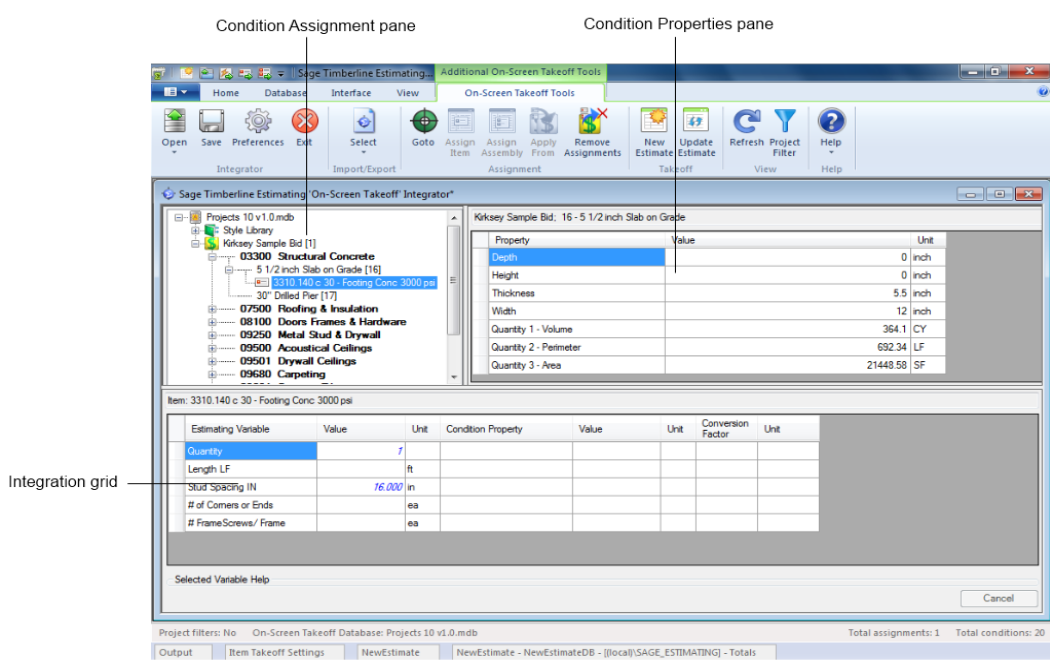 Condition Assignment pane
Condition Properties pane
Sage Timberline Estimating...
Additional On-Screen Takeoff Tools
Home Database Interface View On-Screen Takeoff Tools
Open Save Preferences Exit Select Goto Assign Item Assign Assembly Apply From Remove Assignments New Estimate Update Estimate Refresh Project Filter Help
Integrator Import/Export Assignment Takeoff View Help
Sage Timberline Estimating 'On-Screen Takeoff' Integrator*
Projects 10 v1.0.mdb
Style Library
Kirksey Sample Bid [1]
03300 Structural Concrete
5 1/2 inch Slab on Grade [16]
3310.140 c 30 - Footing Conc 3000 psi
30" Drilled Pier [17]
07500 Roofing & Insulation
08100 Doors Frames & Hardware
09250 Metal Stud & Drywall
09500 Acoustical Ceilings
09501 Drywall Ceilings
09680 Carpeting
Kirksey Sample Bid; 16 - 5 1/2 inch Slab on Grade
Property Value Unit
Depth 0 inch
Height 0 inch
Thickness 5.5 inch
Width 12 inch
Quantity 1 - Volume 364.1 CY
Quantity 2 - Perimeter 692.34 LF
Quantity 3 - Area 21448.58 SF
Item: 3310.140 c 30 - Footing Conc 3000 psi
Estimating Variable Value Unit Condition Property Value Unit Conversion Factor Unit
Quantity 1
Length LF ft
Integration grid
Stud Spacing IN 16.000 in
# of Corners or Ends ea
# FrameScrews/ Frame ea
Selected Variable Help
Cancel
Project filters: No On-Screen Takeoff Database: Projects 10 v1.0.mdb Total assignments: 1 Total conditions: 20
Output Item Takeoff Settings NewEstimate NewEstimate - NewEstimateDB - [(local)\SAGE_ESTIMATING] - Totals